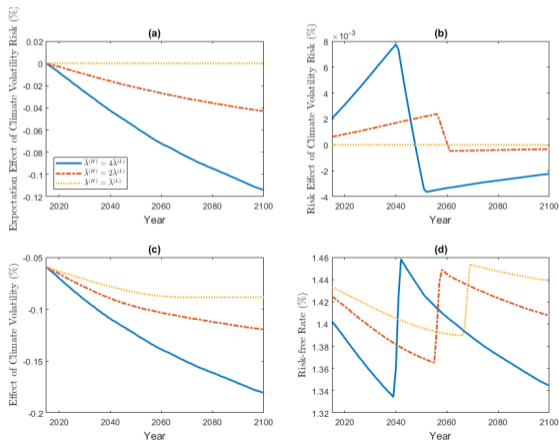 (a)
Expectation Effect of Climate Volatility Risk (%)
0.02
0
-0.02
-0.04
-0.06
-0.08
-0.1
-0.12
λ̄^(H) = 4λ̄^(L)
λ̄^(H) = 2λ̄^(L)
λ̄^(H) = λ̄^(L)
2020 2040 2060 2080 2100
Year
(b)
Risk Effect of Climate Volatility Risk (%)
×10^-3
8
6
4
2
0
-2
-4
2020 2040 2060 2080 2100
Year
(c)
Effect of Climate Volatility (%)
-0.05
-0.1
-0.15
-0.2
2020 2040 2060 2080 2100
Year
(d)
Risk-free Rate (%)
1.46
1.44
1.42
1.4
1.38
1.36
1.34
1.32
2020 2040 2060 2080 2100
Year